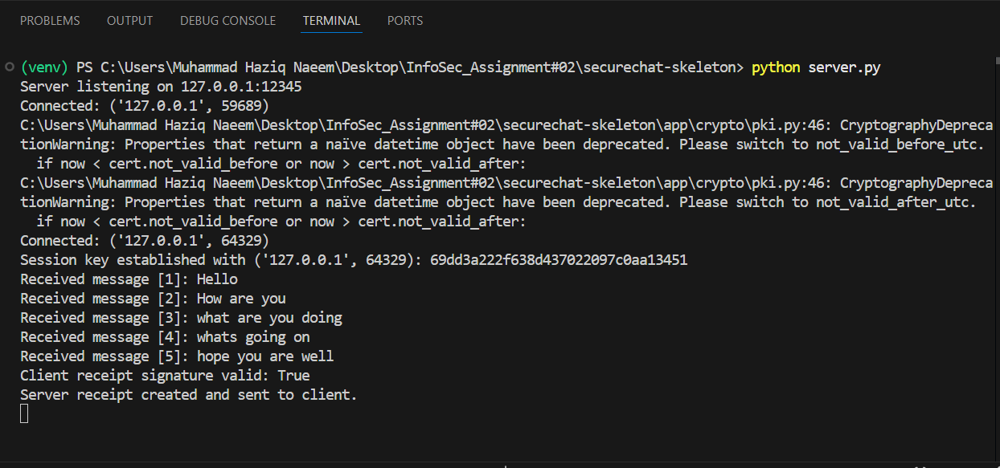 PROBLEMS OUTPUT DEBUG CONSOLE TERMINAL PORTS
(venv) PS C:\Users\Muhammad Haziq Naeem\Desktop\InfoSec_Assignment#02\securechat-skeleton> python server.py
Server listening on 127.0.0.1:12345
Connected: ('127.0.0.1', 59689)
C:\Users\Muhammad Haziq Naeem\Desktop\InfoSec_Assignment#02\securechat-skeleton\app\crypto\pki.py:46: CryptographyDepreca
tionWarning: Properties that return a naïve datetime object have been deprecated. Please switch to not_valid_before_utc.
  if now < cert.not_valid_before or now > cert.not_valid_after:
C:\Users\Muhammad Haziq Naeem\Desktop\InfoSec_Assignment#02\securechat-skeleton\app\crypto\pki.py:46: CryptographyDepreca
tionWarning: Properties that return a naïve datetime object have been deprecated. Please switch to not_valid_after_utc.
  if now < cert.not_valid_before or now > cert.not_valid_after:
Connected: ('127.0.0.1', 64329)
Session key established with ('127.0.0.1', 64329): 69dd3a222f638d437022097c0aa13451
Received message [1]: Hello
Received message [2]: How are you
Received message [3]: what are you doing
Received message [4]: whats going on
Received message [5]: hope you are well
Client receipt signature valid: True
Server receipt created and sent to client.